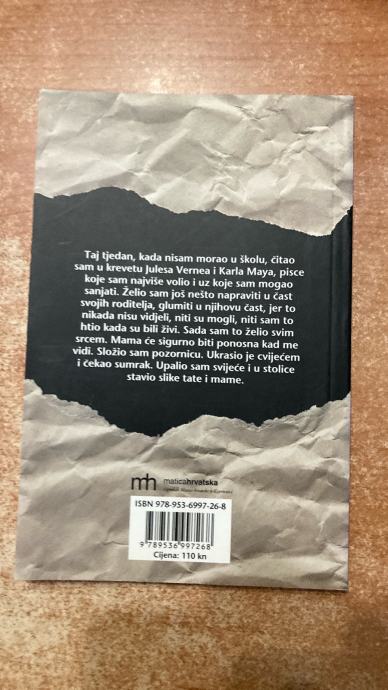 Taj tjedan, kada nisam morao u školu, čitao
sam u krevetu Julesa Vernea i Karla Maya, pisce
koje sam najviše volio i uz koje sam mogao
sanjati. Želio sam još nešto napraviti u čast
svojih roditelja, glumiti u njihovu čast, jer to
nikada nisu vidjeli, niti su mogli, niti sam to
htio kada su bili živi. Sada sam to želio svim
srcem. Mama će sigurno biti ponosna kad me
vidi. Složio sam pozornicu. Ukrasio je cvijećem
i čekao sumrak. Upalio sam svijeće i u stolice
stavio slike tate i mame.
mh maticahrvatska
ISBN 978-953-6997-26-8
9 789536 997268
Cijena: 110 kn